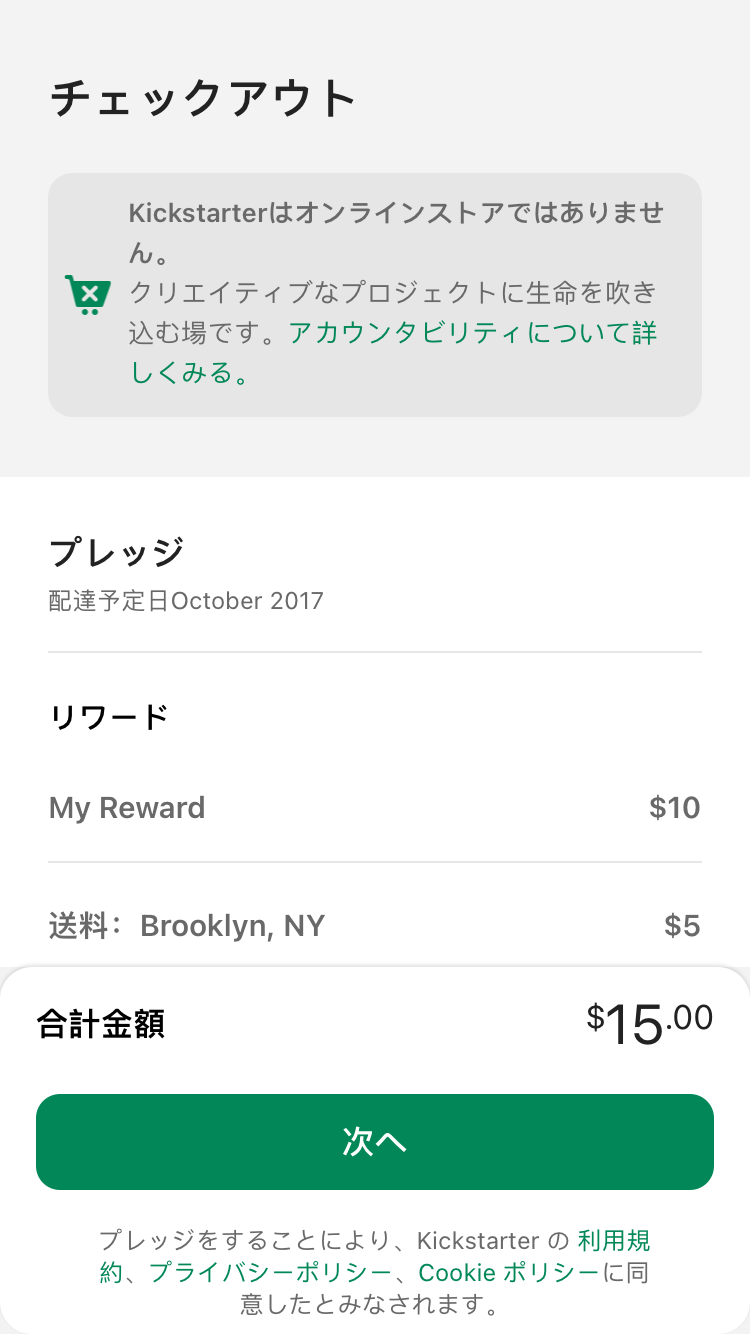 チェックアウト
Kickstarterはオンラインストアではありませ
ん。
クリエイティブなプロジェクトに生命を吹き
込む場です。アカウンタビリティについて詳
しくみる。
プレッジ
配達予定日October 2017
リワード
My Reward $10
送料：Brooklyn, NY $5
合計金額 $15.00
次へ
プレッジをすることにより、Kickstarter の 利用規
約、プライバシーポリシー、Cookie ポリシーに同
意したとみなされます。